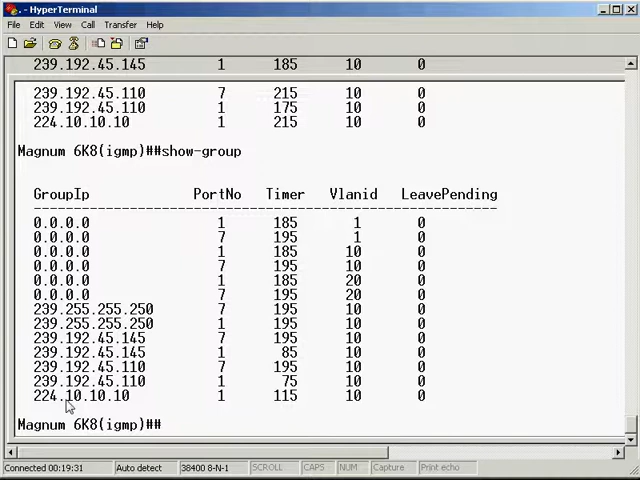 . - HyperTerminal
File Edit View Call Transfer Help
239.192.45.145 1 185 10 0
239.192.45.110 7 215 10 0
239.192.45.110 1 175 10 0
224.10.10.10 1 215 10 0
Magnum 6K8(igmp)##show-group
GroupIp PortNo Timer Vlanid LeavePending
--------------------------------------------------------
0.0.0.0 1 185 1 0
0.0.0.0 7 195 1 0
0.0.0.0 1 185 10 0
0.0.0.0 7 195 10 0
0.0.0.0 1 185 20 0
0.0.0.0 7 195 20 0
239.255.255.250 7 195 10 0
239.255.255.250 1 195 10 0
239.192.45.145 7 195 10 0
239.192.45.145 1 85 10 0
239.192.45.110 7 195 10 0
239.192.45.110 1 75 10 0
224.10.10.10 1 115 10 0
Magnum 6K8(igmp)##
Connected 00:19:31 Auto detect 38400 8-N-1 SCROLL CAPS NUM Capture Print echo